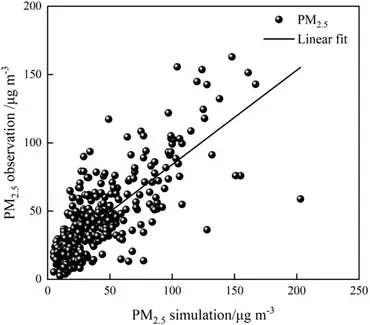 200
150
100
50
0
PM2.5 observation /μg m-3
PM2.5
Linear fit
0 50 100 150 200 250
PM2.5 simulation/μg m-3